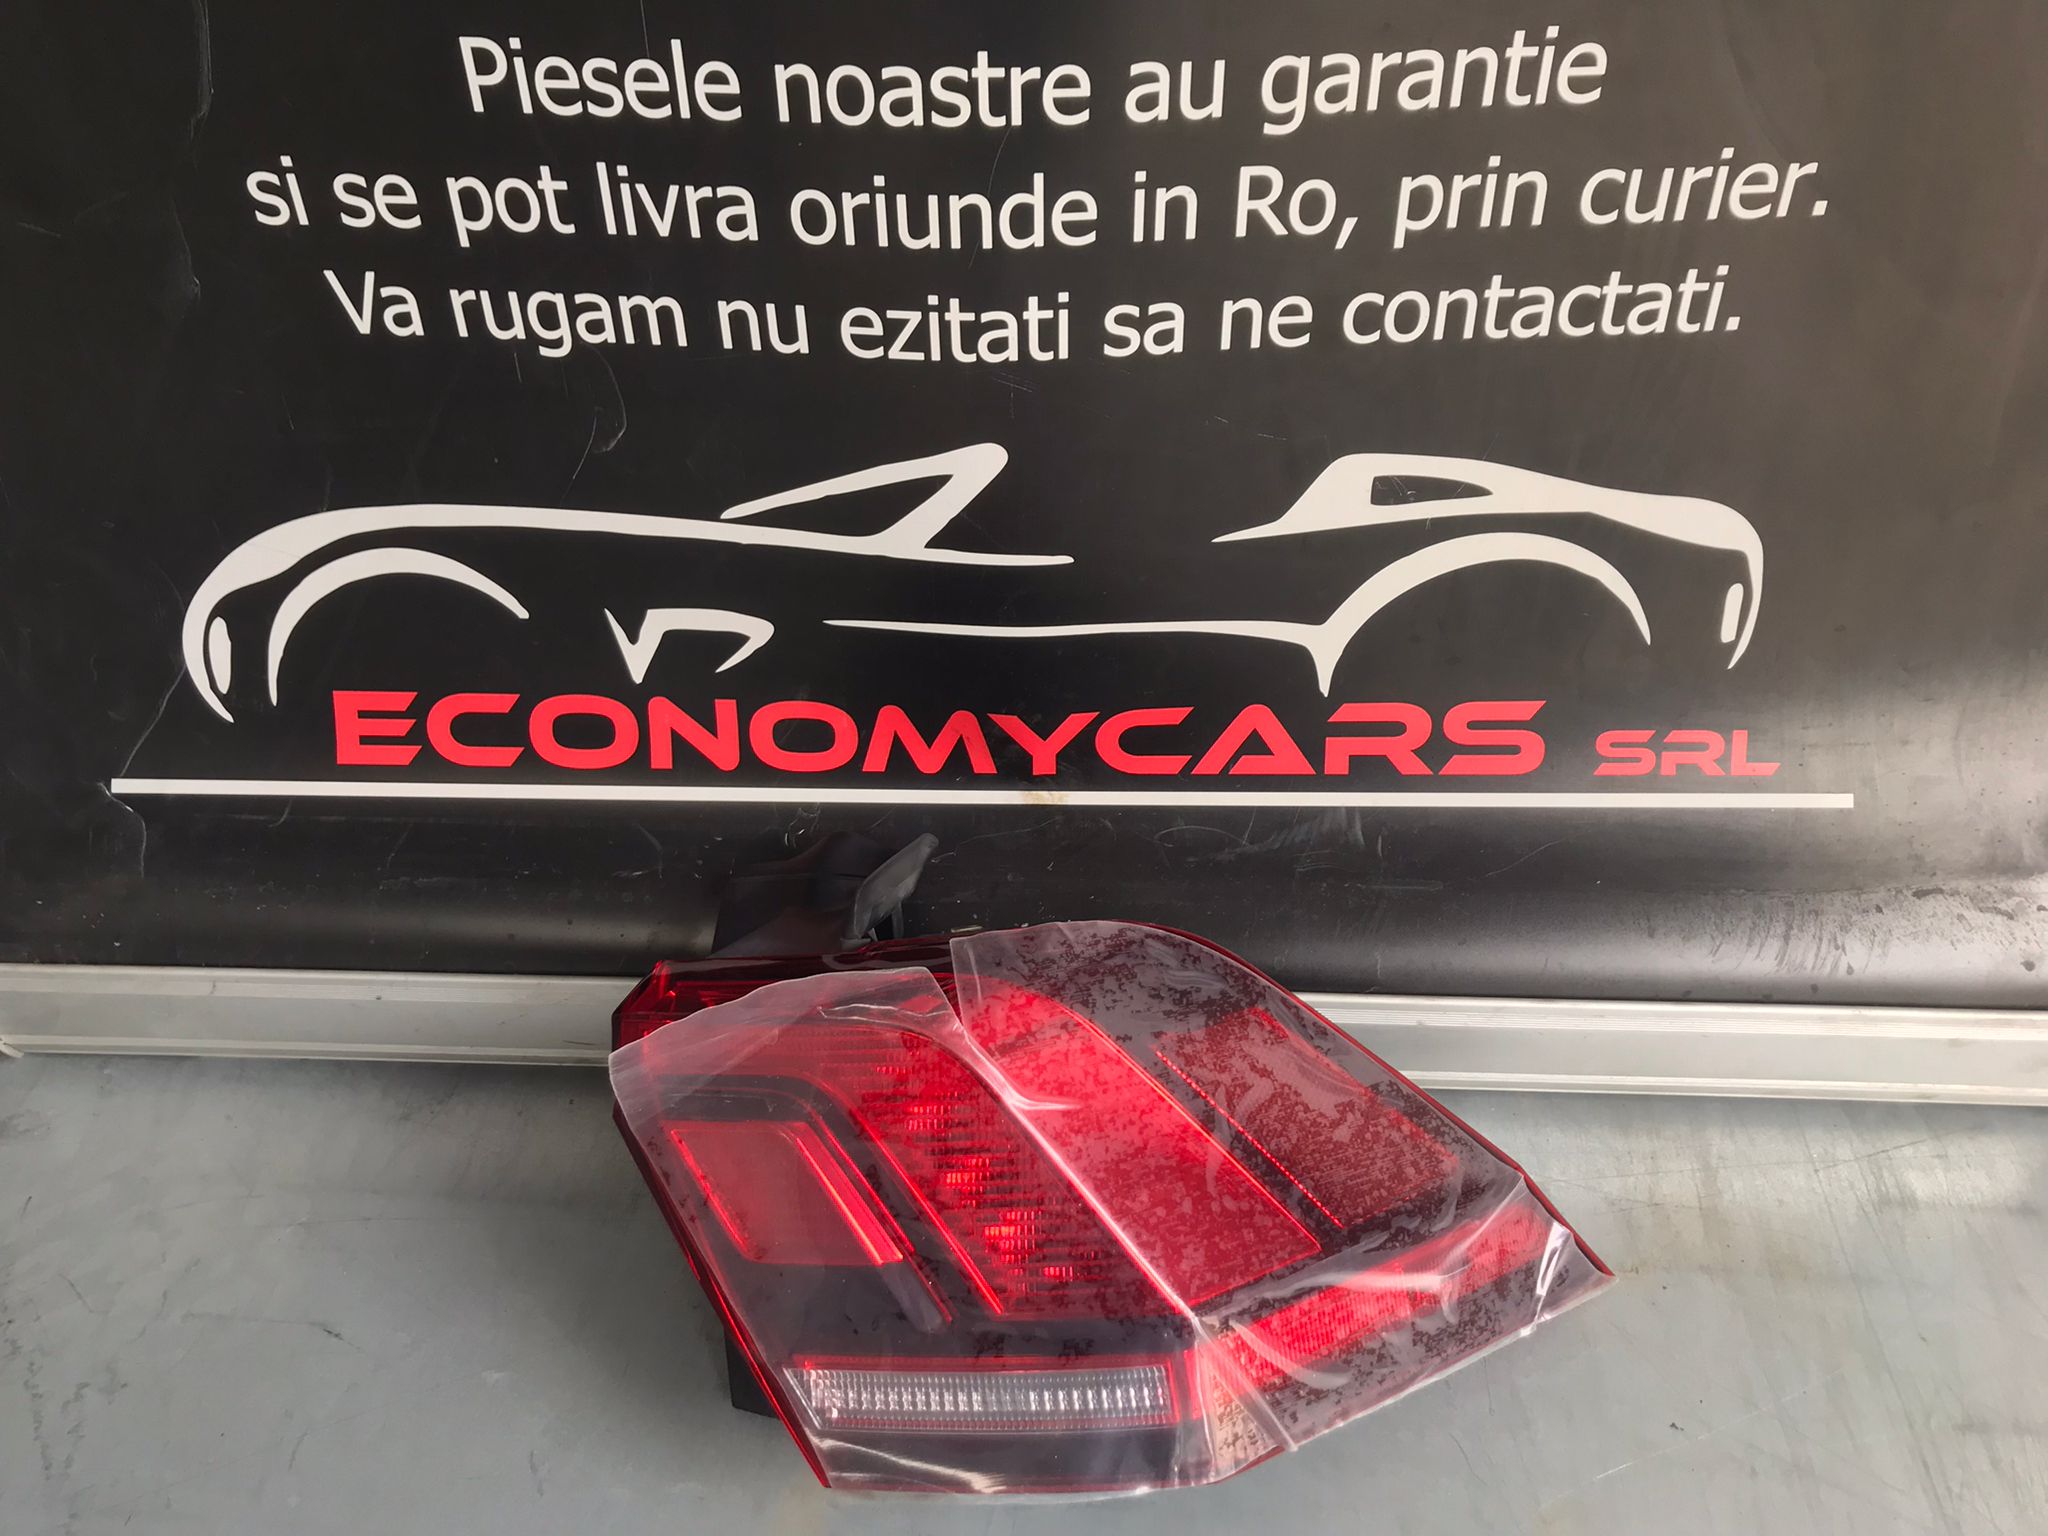 Piesele noastre au garantie
si se pot livra oriunde in Ro, prin curier.
Va rugam nu ezitati sa ne contactati.
ECONOMYCARS SRL